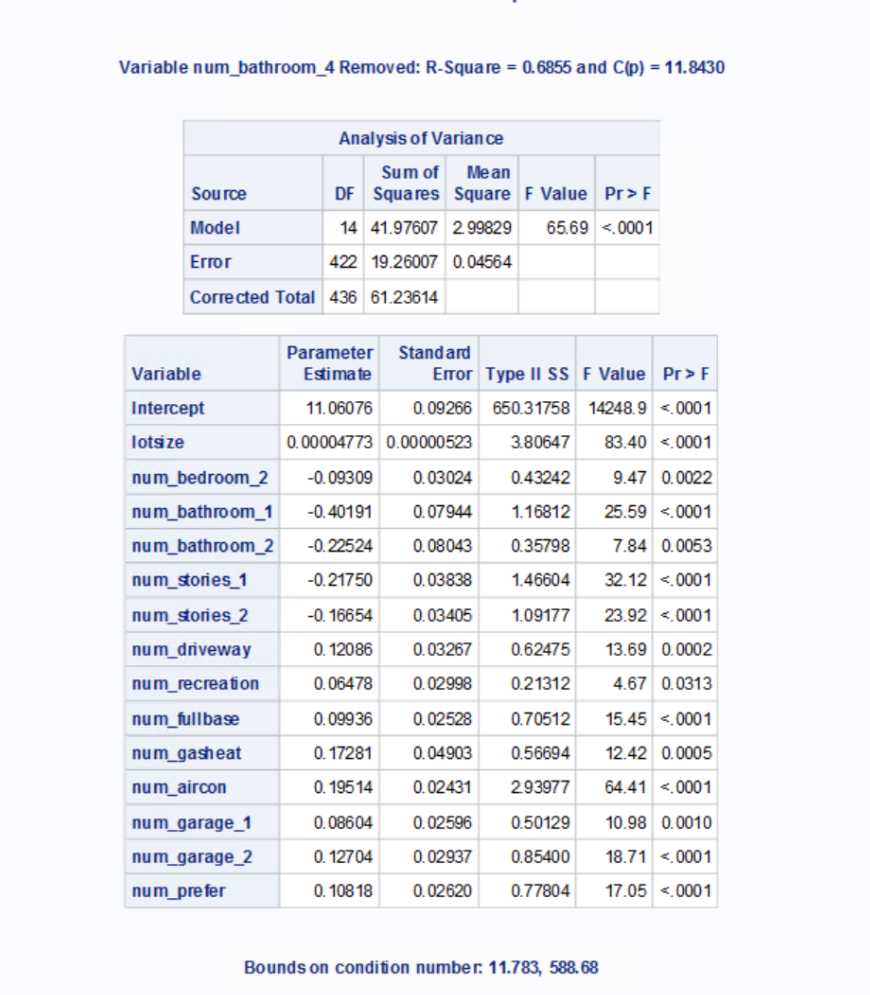 Variable num_bathroom_4 Removed: R-Square = 0.6855 and C(p) = 11.8430
Analysis of Variance
Source DF Sum of Squares Mean Square F Value Pr > F
Model 14 41.97607 2.99829 65.69 <.0001
Error 422 19.26007 0.04564
Corrected Total 436 61.23614
Variable Parameter Estimate Standard Error Type II SS F Value Pr > F
Intercept 11.06076 0.09266 650.31758 14248.9 <.0001
lotsize 0.00004773 0.00000523 3.80647 83.40 <.0001
num_bedroom_2 -0.09309 0.03024 0.43242 9.47 0.0022
num_bathroom_1 -0.40191 0.07944 1.16812 25.59 <.0001
num_bathroom_2 -0.22524 0.08043 0.35798 7.84 0.0053
num_stories_1 -0.21750 0.03838 1.46604 32.12 <.0001
num_stories_2 -0.16654 0.03405 1.09177 23.92 <.0001
num_driveway 0.12086 0.03267 0.62475 13.69 0.0002
num_recreation 0.06478 0.02998 0.21312 4.67 0.0313
num_fullbase 0.09936 0.02528 0.70512 15.45 <.0001
num_gasheat 0.17281 0.04903 0.56694 12.42 0.0005
num_aircon 0.19514 0.02431 2.93977 64.41 <.0001
num_garage_1 0.08604 0.02596 0.50129 10.98 0.0010
num_garage_2 0.12704 0.02937 0.85400 18.71 <.0001
num_prefer 0.10818 0.02620 0.77804 17.05 <.0001
Bounds on condition number: 11.783, 588.68